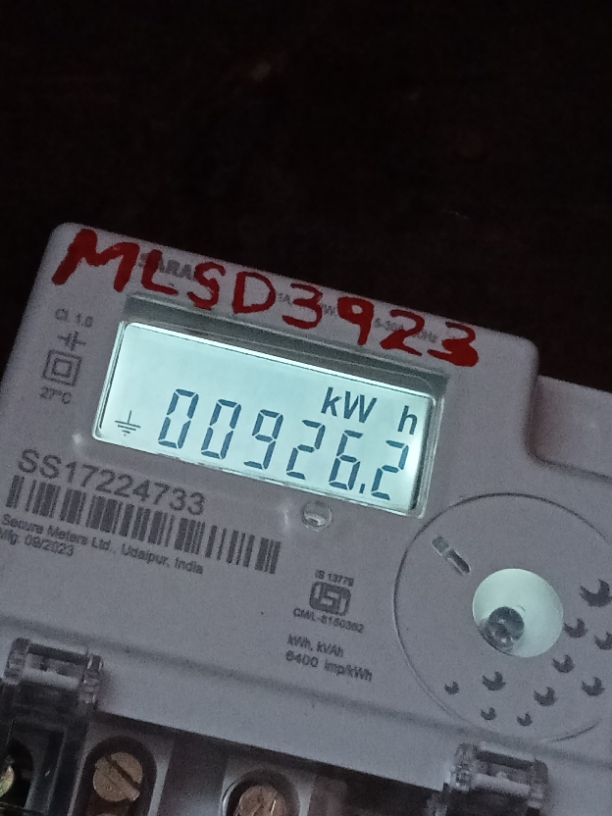 MLSD3923
Cl. 1.0
27°C
kW h
00926.2
SS17224733
Secure Meters Ltd., Udaipur, India
Mfg: 09/2023
IS 13779
CM/L-8150362
kWh, kVAh
6400 imp/kWh